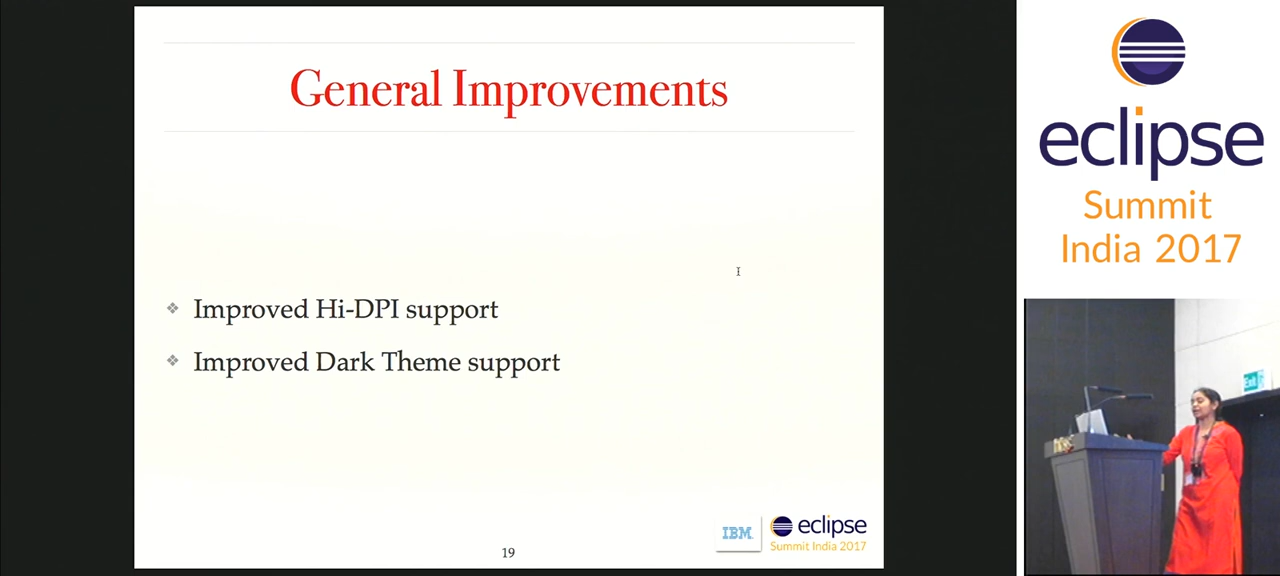 General Improvements
Improved Hi-DPI support
Improved Dark Theme support
19
IBM
eclipse
Summit India 2017
eclipse
Summit
India 2017
Exit